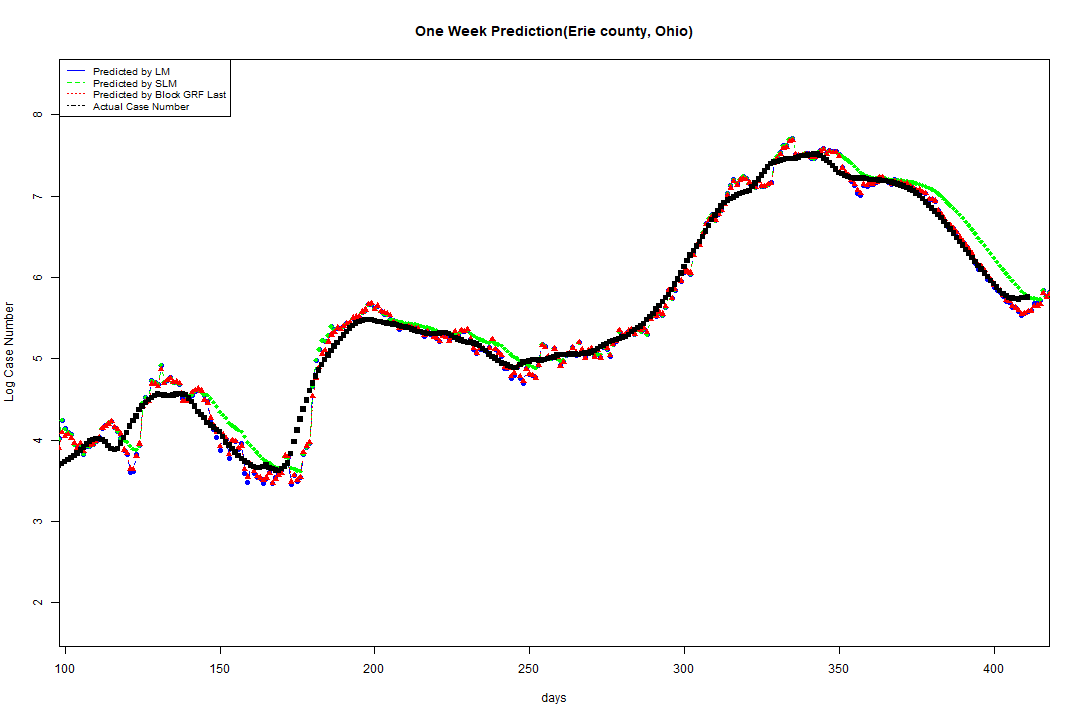 One Week Prediction(Erie county, Ohio)
Predicted by LM
Predicted by SLM
Predicted by Block GRF Last
Actual Case Number
Log Case Number
8
7
6
5
4
3
2
100 150 200 250 300 350 400
days